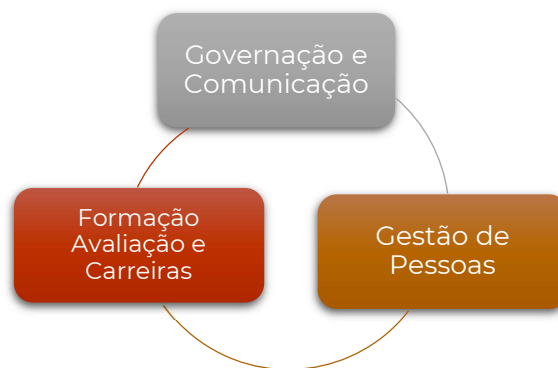 Governação e
Comunicação
Formação
Avaliação e
Carreiras
Gestão de
Pessoas